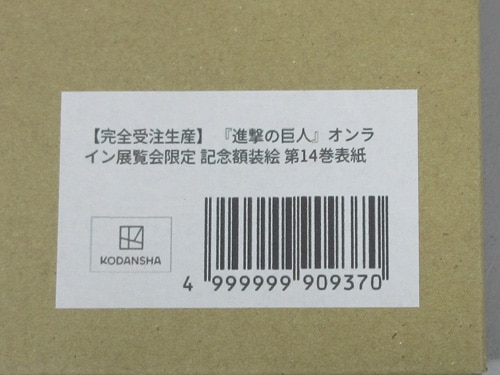 【完全受注生産】 『進撃の巨人』オンラ
イン展覧会限定 記念額装絵 第14巻表紙
KODANSHA
4 999999 909370